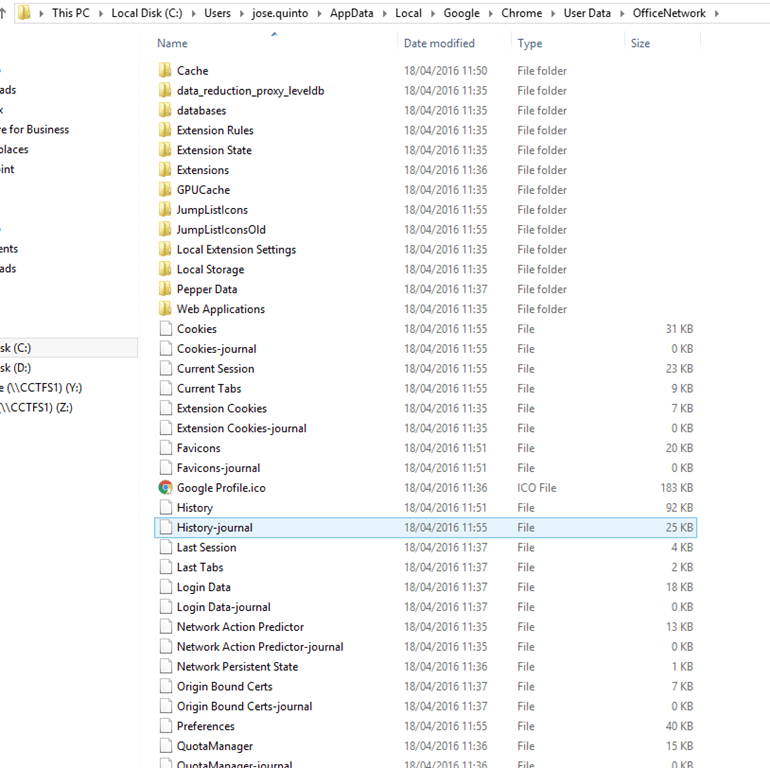 This PC Local Disk (C:) Users jose.quinto AppData Local Google Chrome User Data OfficeNetwork
Name Date modified Type Size
Cache 18/04/2016 11:50 File folder
ads data_reduction_proxy_leveldb 18/04/2016 11:35 File folder
x databases 18/04/2016 11:35 File folder
e for Business Extension Rules 18/04/2016 11:35 File folder
places Extension State 18/04/2016 11:35 File folder
int Extensions 18/04/2016 11:36 File folder
GPUCache 18/04/2016 11:35 File folder
JumpListIcons 18/04/2016 11:55 File folder
JumpListIconsOld 18/04/2016 11:55 File folder
ents Local Extension Settings 18/04/2016 11:35 File folder
ads Local Storage 18/04/2016 11:35 File folder
Pepper Data 18/04/2016 11:37 File folder
Web Applications 18/04/2016 11:35 File folder
Cookies 18/04/2016 11:55 File 31 KB
sk (C:) Cookies-journal 18/04/2016 11:55 File 0 KB
sk (D:) Current Session 18/04/2016 11:55 File 23 KB
e (\\CCTFS1) (Y:) Current Tabs 18/04/2016 11:55 File 9 KB
(\\CCTFS1) (Z:) Extension Cookies 18/04/2016 11:35 File 7 KB
Extension Cookies-journal 18/04/2016 11:35 File 0 KB
Favicons 18/04/2016 11:51 File 20 KB
Favicons-journal 18/04/2016 11:51 File 0 KB
Google Profile.ico 18/04/2016 11:36 ICO File 183 KB
History 18/04/2016 11:51 File 92 KB
History-journal 18/04/2016 11:55 File 25 KB
Last Session 18/04/2016 11:37 File 4 KB
Last Tabs 18/04/2016 11:37 File 2 KB
Login Data 18/04/2016 11:37 File 18 KB
Login Data-journal 18/04/2016 11:37 File 0 KB
Network Action Predictor 18/04/2016 11:35 File 13 KB
Network Action Predictor-journal 18/04/2016 11:35 File 0 KB
Network Persistent State 18/04/2016 11:36 File 1 KB
Origin Bound Certs 18/04/2016 11:37 File 7 KB
Origin Bound Certs-journal 18/04/2016 11:37 File 0 KB
Preferences 18/04/2016 11:55 File 40 KB
QuotaManager 18/04/2016 11:36 File 15 KB
QuotaManager-journal 18/04/2016 11:36 File 0 KB